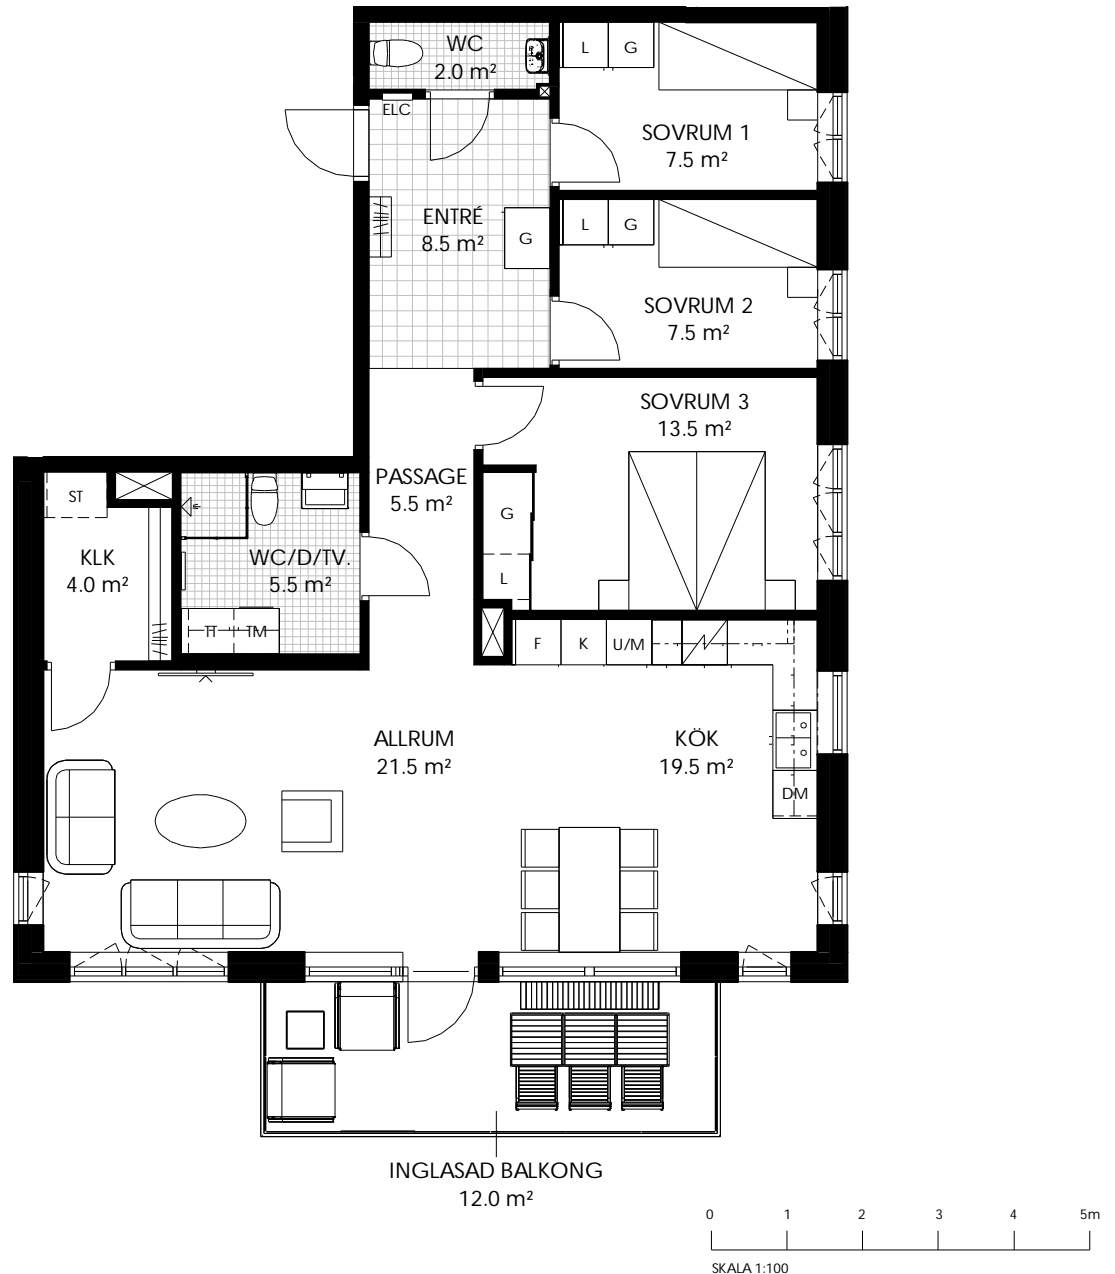 WC
2.0 m²
L
G
ELC
SOVRUM 1
7.5 m²
ENTRÉ
8.5 m²
G
L
G
SOVRUM 2
7.5 m²
SOVRUM 3
13.5 m²
PASSAGE
5.5 m²
ST
G
KLK
4.0 m²
WC/D/TV.
5.5 m²
L
TT
TM
F
K
U/M
ALLRUM
21.5 m²
KÖK
19.5 m²
DM
INGLASAD BALKONG
12.0 m²
0 1 2 3 4 5m
SKALA 1:100